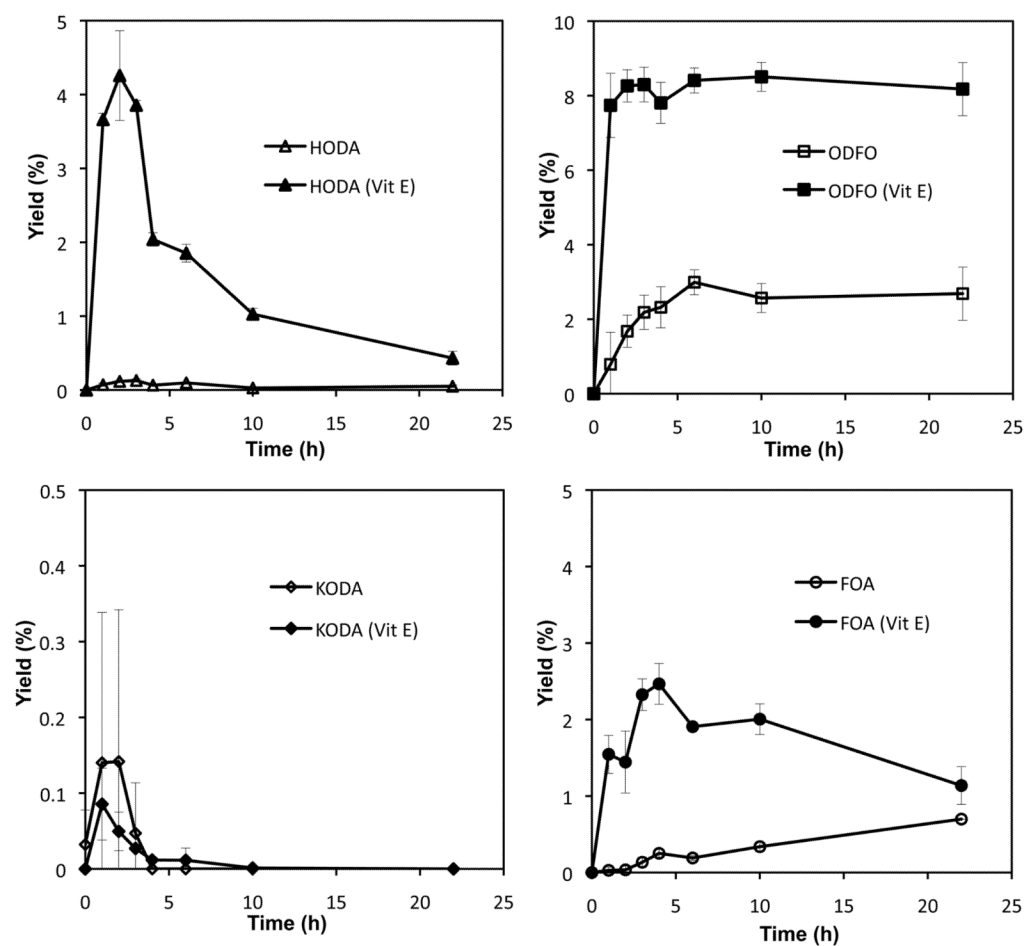 5
4
3
2
1
0
Yield (%)
HODA
HODA (Vit E)
0 5 10 15 20 25
Time (h)
10
8
6
4
2
0
Yield (%)
ODFO
ODFO (Vit E)
0 5 10 15 20 25
Time (h)
0.5
0.4
0.3
0.2
0.1
0
Yield (%)
KODA
KODA (Vit E)
0 5 10 15 20 25
Time (h)
5
4
3
2
1
0
Yield (%)
FOA
FOA (Vit E)
0 5 10 15 20 25
Time (h)